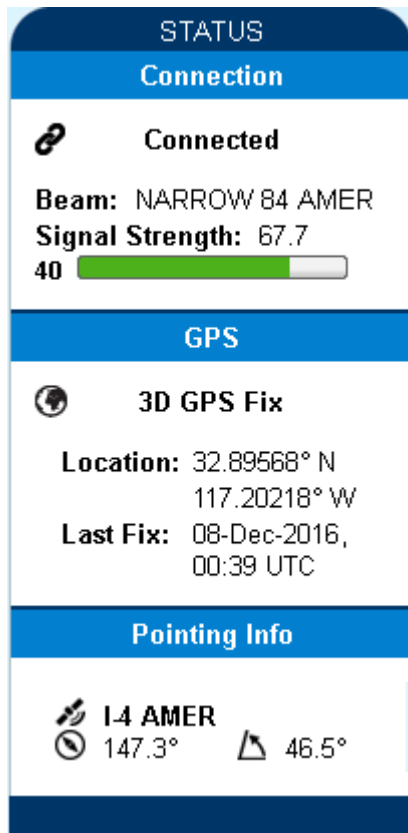 STATUS
Connection
Connected
Beam: NARROW 84 AMER
Signal Strength: 67.7
40
GPS
3D GPS Fix
Location: 32.89568° N
117.20218° W
Last Fix: 08-Dec-2016,
00:39 UTC
Pointing Info
I-4 AMER
147.3° 46.5°